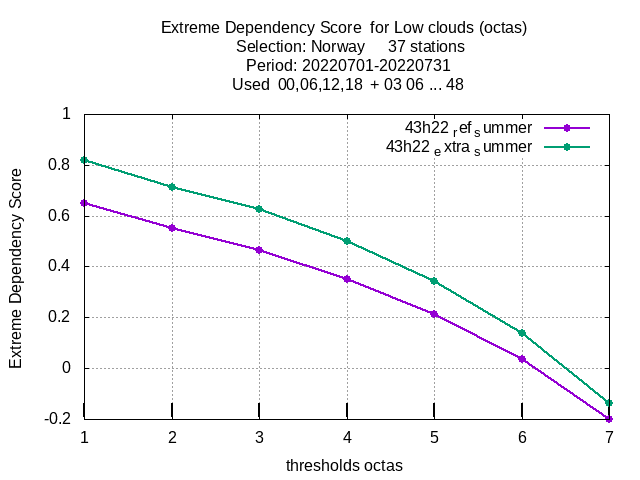 Extreme Dependency Score  for Low clouds (octas)
Selection: Norway     37 stations
Period: 20220701-20220731
Used  00,06,12,18  + 03 06 ... 48
43h22 ref summer
43h22 extra summer
1
0.8
0.6
0.4
0.2
0
-0.2
Extreme Dependency Score
1 2 3 4 5 6 7
thresholds octas